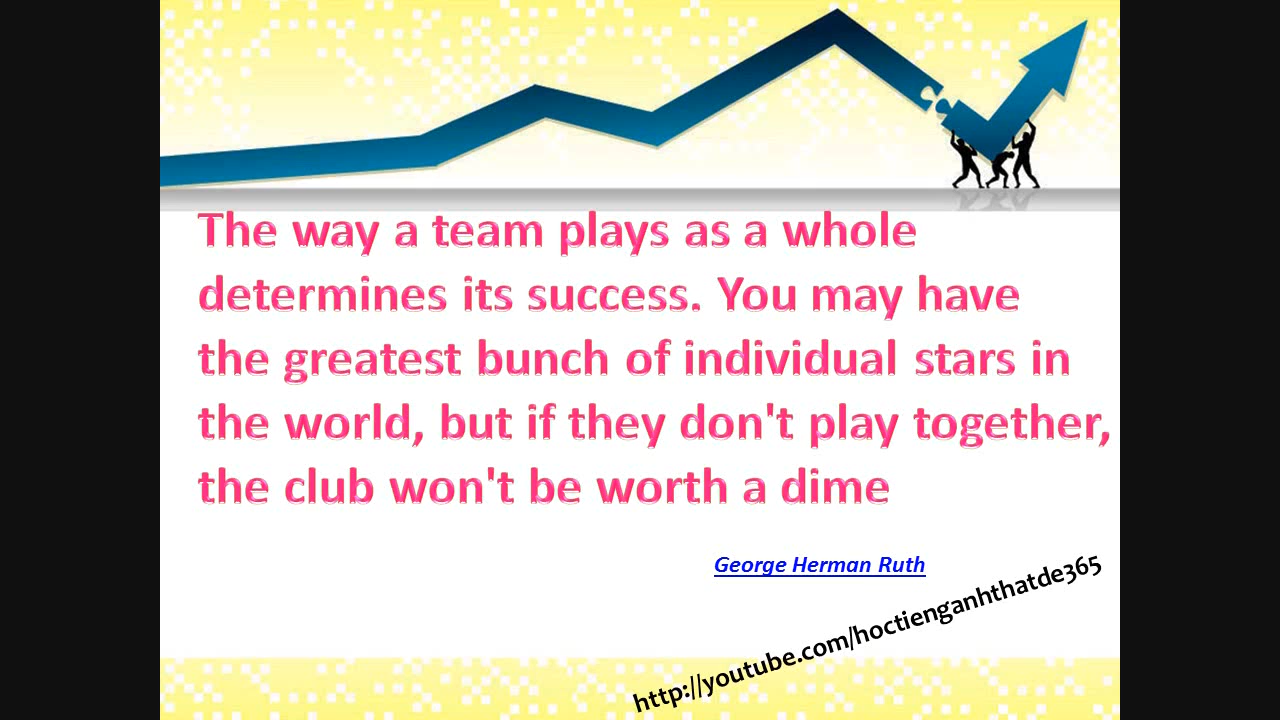 The way a team plays as a whole
determines its success. You may have
the greatest bunch of individual stars in
the world, but if they don't play together,
the club won't be worth a dime
George Herman Ruth
http://youtube.com/hoctienganhthatde365